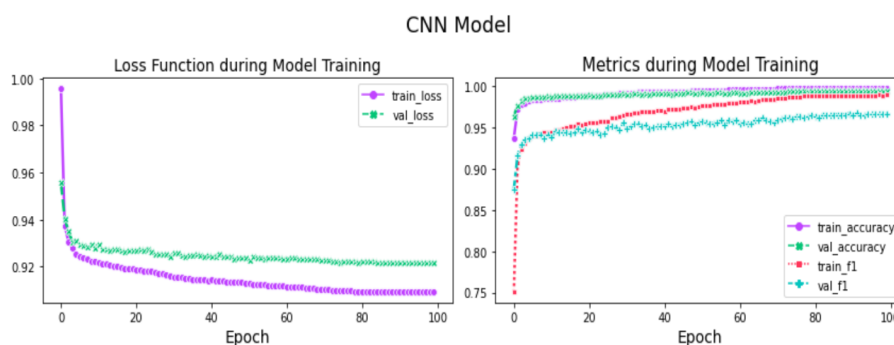 CNN Model
Loss Function during Model Training
1.00
0.98
0.96
0.94
0.92
train_loss
val_loss
0 20 40 60 80 100
Epoch
Metrics during Model Training
1.00
0.95
0.90
0.85
0.80
0.75
train_accuracy
val_accuracy
train_f1
val_f1
0 20 40 60 80 100
Epoch